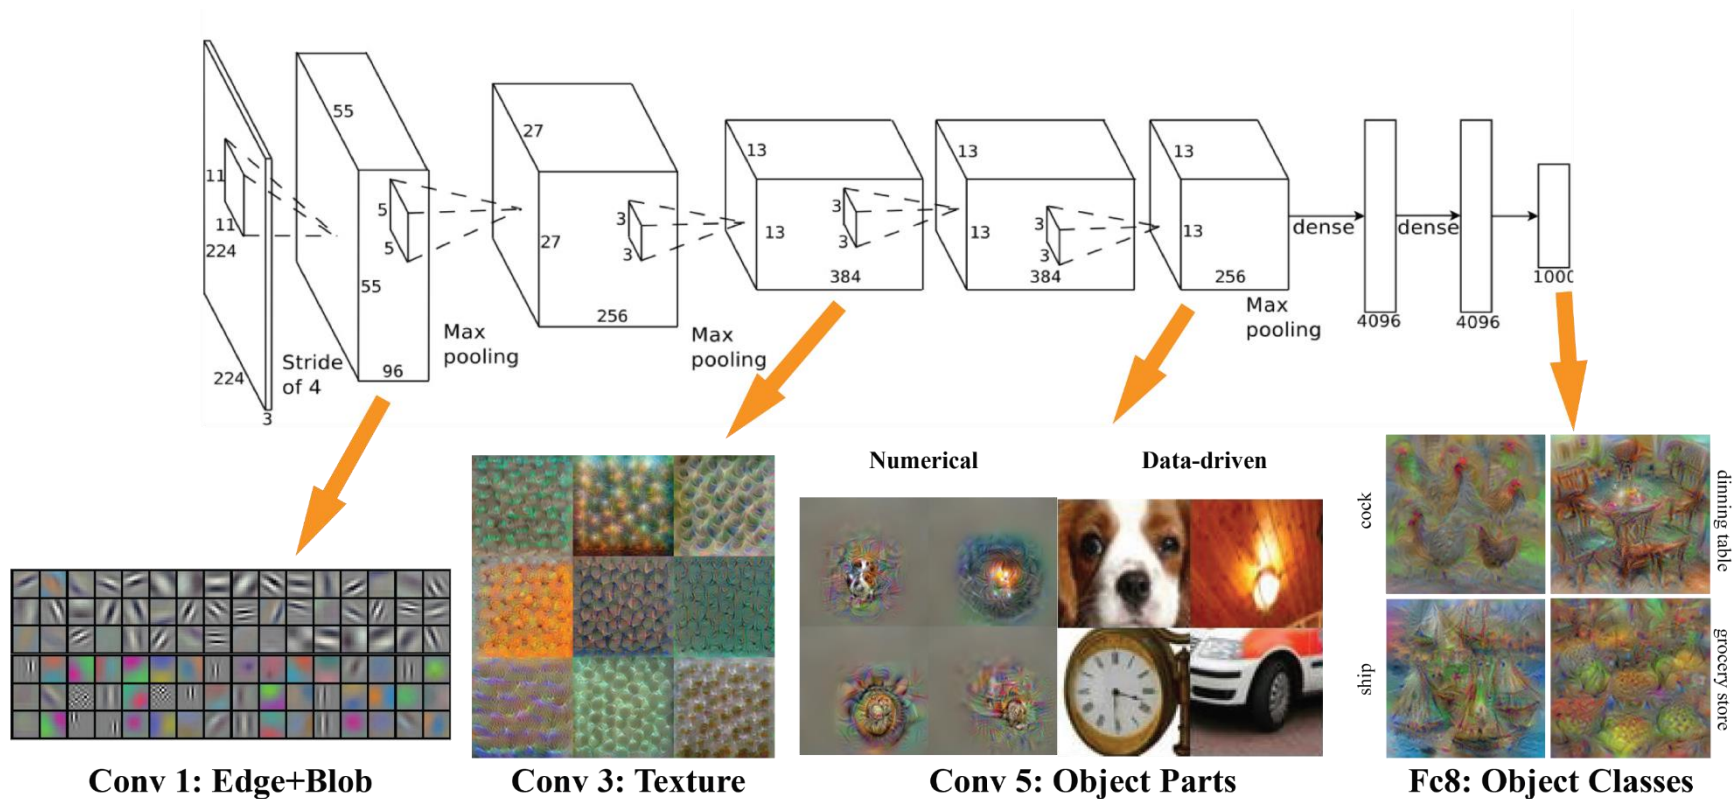 55
27
13
13
13
11
11
224
5
5
55
27
3
3
13
3
3
13
3
3
13
dense
dense
224
3
Stride
of 4
96
Max
pooling
256
Max
pooling
384
384
256
Max
pooling
4096
4096
1000
Numerical
Data-driven
cock
dinning table
ship
grocery store
Conv 1: Edge+Blob
Conv 3: Texture
Conv 5: Object Parts
Fc8: Object Classes